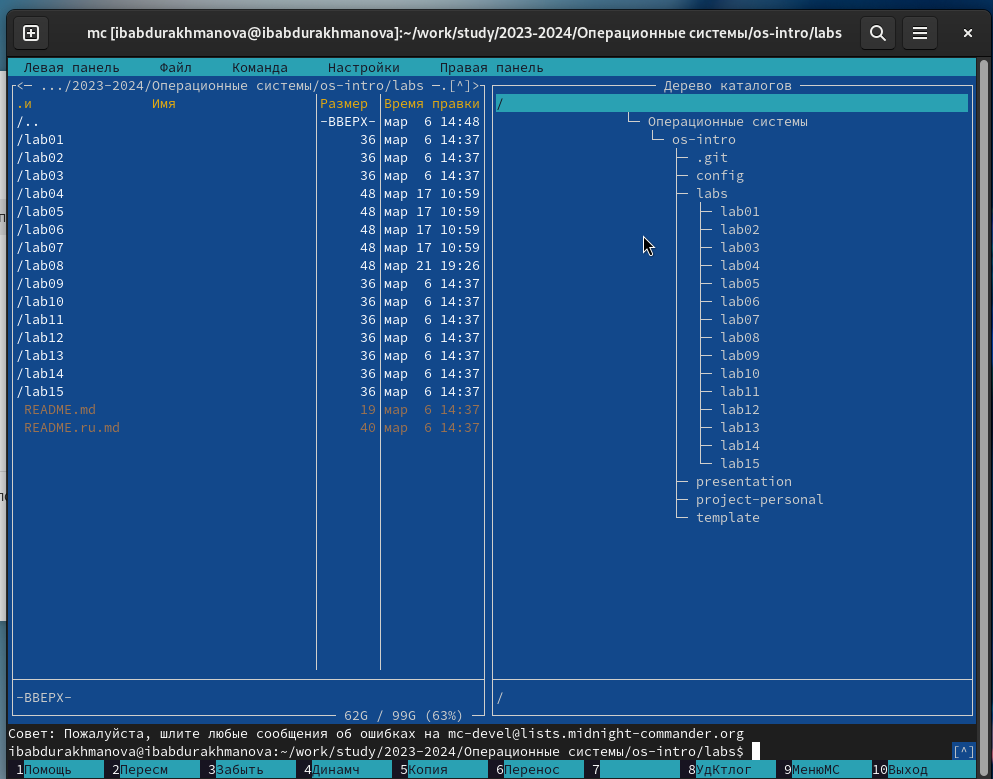 mc [ibabdurakhmanova@ibabdurakhmanova]:~/work/study/2023-2024/Операционные системы/os-intro/labs
Левая панель Файл Команда Настройки Правая панель
<─ .../2023-2024/Операционные системы/os-intro/labs ─.[^]>
.и Имя Размер Время правки
/.. -ВВЕРХ- мар 6 14:48
/lab01 36 мар 6 14:37
/lab02 36 мар 6 14:37
/lab03 36 мар 6 14:37
/lab04 48 мар 17 10:59
/lab05 48 мар 17 10:59
/lab06 48 мар 17 10:59
/lab07 48 мар 17 10:59
/lab08 48 мар 21 19:26
/lab09 36 мар 6 14:37
/lab10 36 мар 6 14:37
/lab11 36 мар 6 14:37
/lab12 36 мар 6 14:37
/lab13 36 мар 6 14:37
/lab14 36 мар 6 14:37
/lab15 36 мар 6 14:37
README.md 19 мар 6 14:37
README.ru.md 40 мар 6 14:37
-ВВЕРХ-
62G / 99G (63%)
Дерево каталогов
/
Операционные системы
os-intro
.git
config
labs
lab01
lab02
lab03
lab04
lab05
lab06
lab07
lab08
lab09
lab10
lab11
lab12
lab13
lab14
lab15
presentation
project-personal
template
/
Совет: Пожалуйста, шлите любые сообщения об ошибках на mc-devel@lists.midnight-commander.org
ibabdurakhmanova@ibabdurakhmanova:~/work/study/2023-2024/Операционные системы/os-intro/labs$ [^]
1Помощь 2Пересм 3Забыть 4Динамч 5Копия 6Перенос 7 8УдКтлог 9МенюМС 10Выход